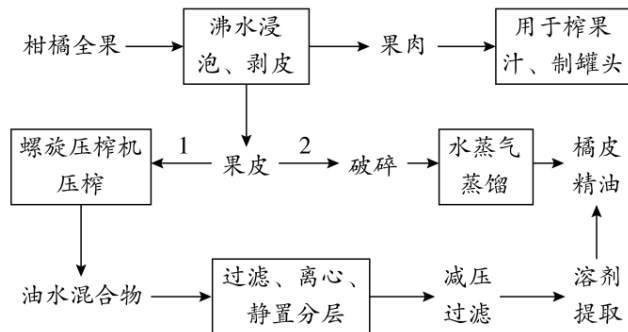 柑橘全果
沸水浸
泡、剥皮
果肉
用于榨果
汁、制罐头
螺旋压榨机
压榨
1
果皮
2
破碎
水蒸气
蒸馏
橘皮
精油
油水混合物
过滤、离心、
静置分层
减压
过滤
溶剂
提取